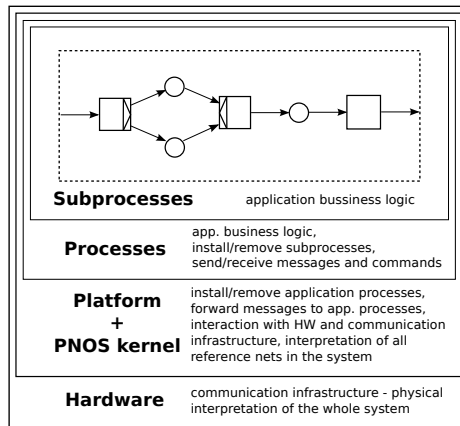 Subprocesses application bussiness logic
Processes
app. business logic,
install/remove subprocesses,
send/receive messages and commands
Platform
+
PNOS kernel
install/remove application processes,
forward messages to app. processes,
interaction with HW and communication
infrastructure, interpretation of all
reference nets in the system
Hardware
communication infrastructure - physical
interpretation of the whole system